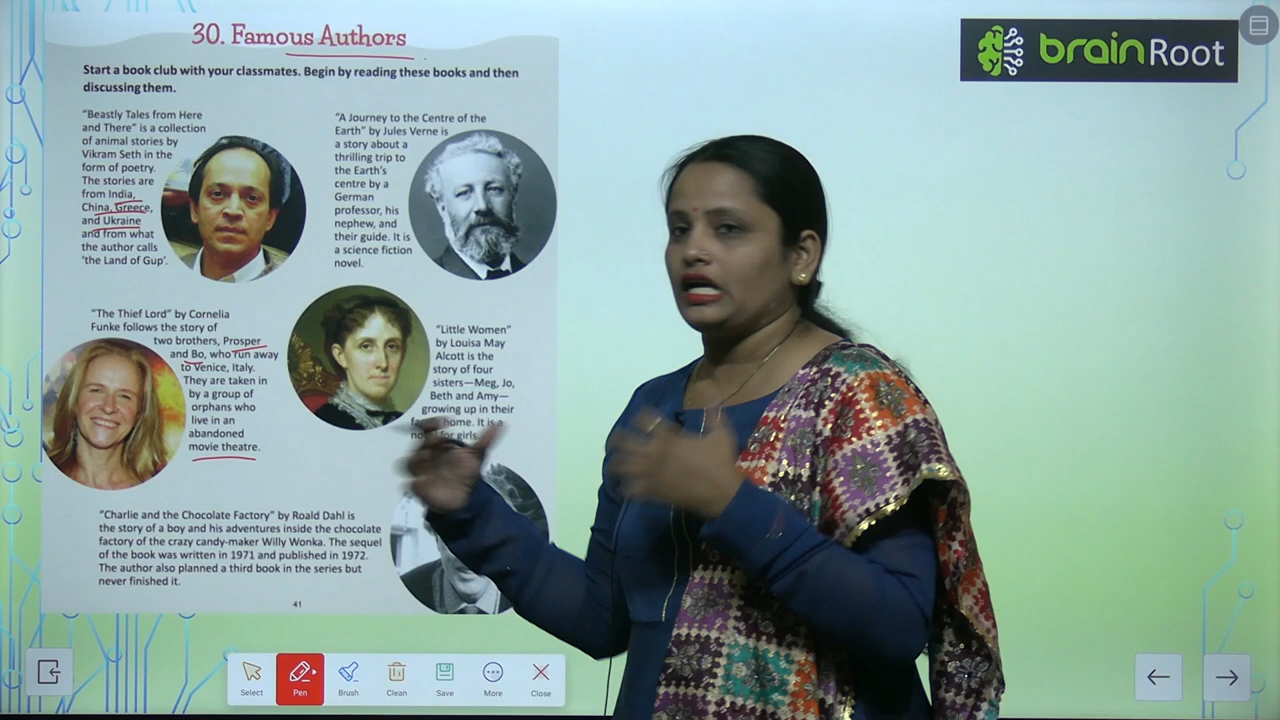 30. Famous Authors
Start a book club with your classmates. Begin by reading these books and then
discussing them.
"Beastly Tales from Here
and There" is a collection
of animal stories by
Vikram Seth in the
form of poetry.
The stories are
from India,
China, Greece,
and Ukraine
and from what
the author calls
'the Land of Gup'.
"A Journey to the Centre of the
Earth" by Jules Verne is
a story about a
thrilling trip to
the Earth's
centre by a
German
professor, his
nephew, and
their guide. It is
a science fiction
novel.
"The Thief Lord" by Cornelia
Funke follows the story of
two brothers, Prosper
and Bo, who run away
to Venice, Italy.
They are taken in
by a group of
orphans who
live in an
abandoned
movie theatre.
"Little Women"
by Louisa May
Alcott is the
story of four
sisters—Meg, Jo,
Beth and Amy—
growing up in their
home. It is a
for girls.
"Charlie and the Chocolate Factory" by Roald Dahl is
the story of a boy and his adventures inside the chocolate
factory of the crazy candy-maker Willy Wonka. The sequel
of the book was written in 1971 and published in 1972.
The author also planned a third book in the series but
never finished it.
41
brainRoot
Select Pen Brush Clean Save More Close